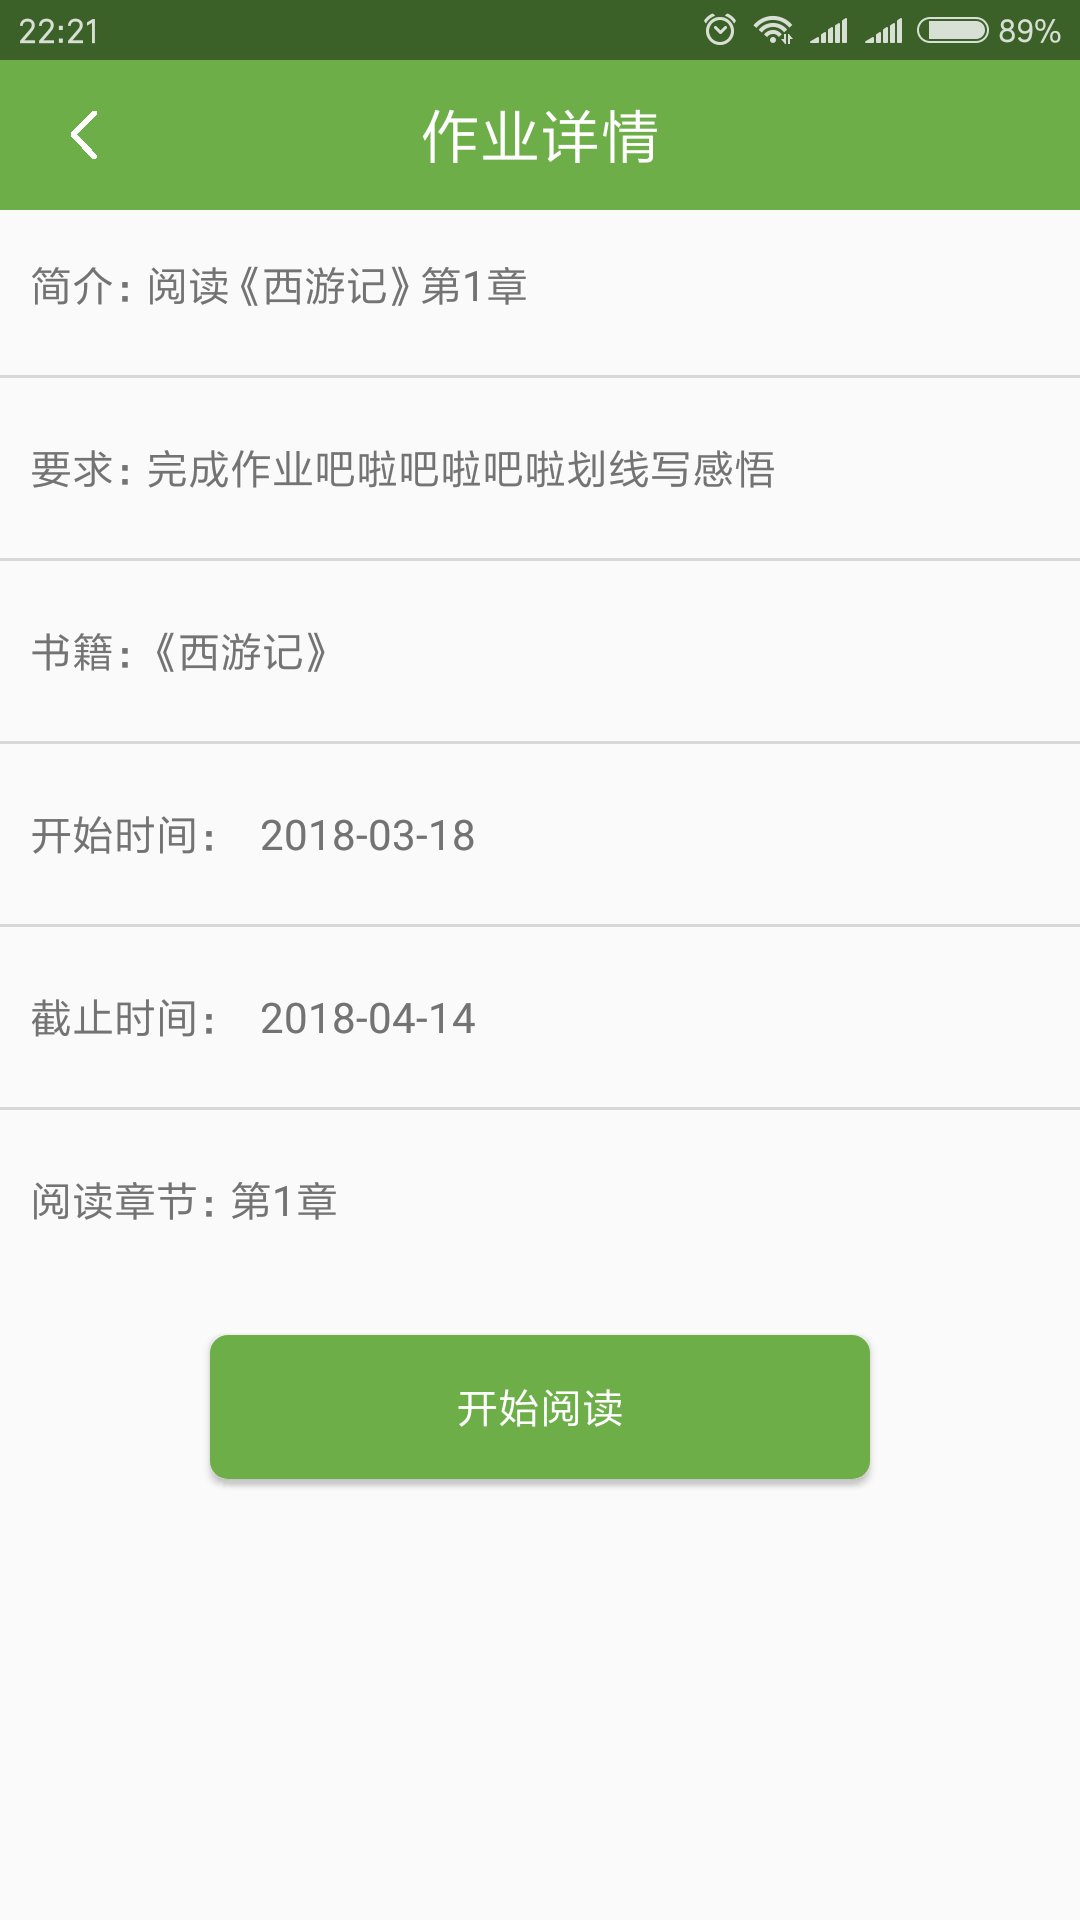 22:21 89%
作业详情
简介：阅读《西游记》第1章
要求：完成作业吧啦吧啦吧啦划线写感悟
书籍：《西游记》
开始时间： 2018-03-18
截止时间： 2018-04-14
阅读章节：第1章
开始阅读